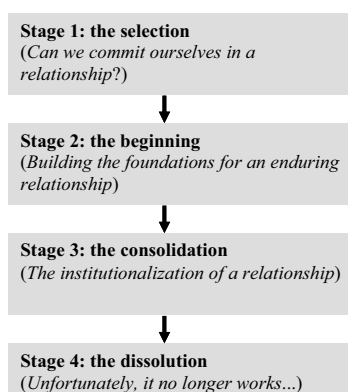 Stage 1: the selection
(Can we commit ourselves in a
relationship?)
Stage 2: the beginning
(Building the foundations for an enduring
relationship)
Stage 3: the consolidation
(The institutionalization of a relationship)
Stage 4: the dissolution
(Unfortunately, it no longer works...)